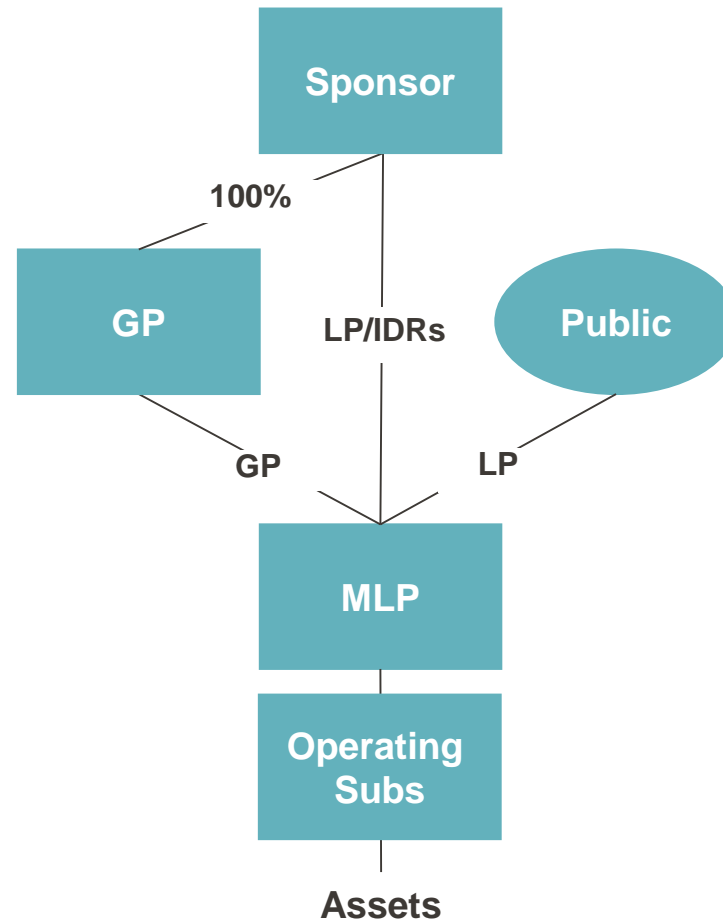 Sponsor
100%
GP
LP/IDRs
Public
GP
LP
MLP
Operating
Subs
Assets